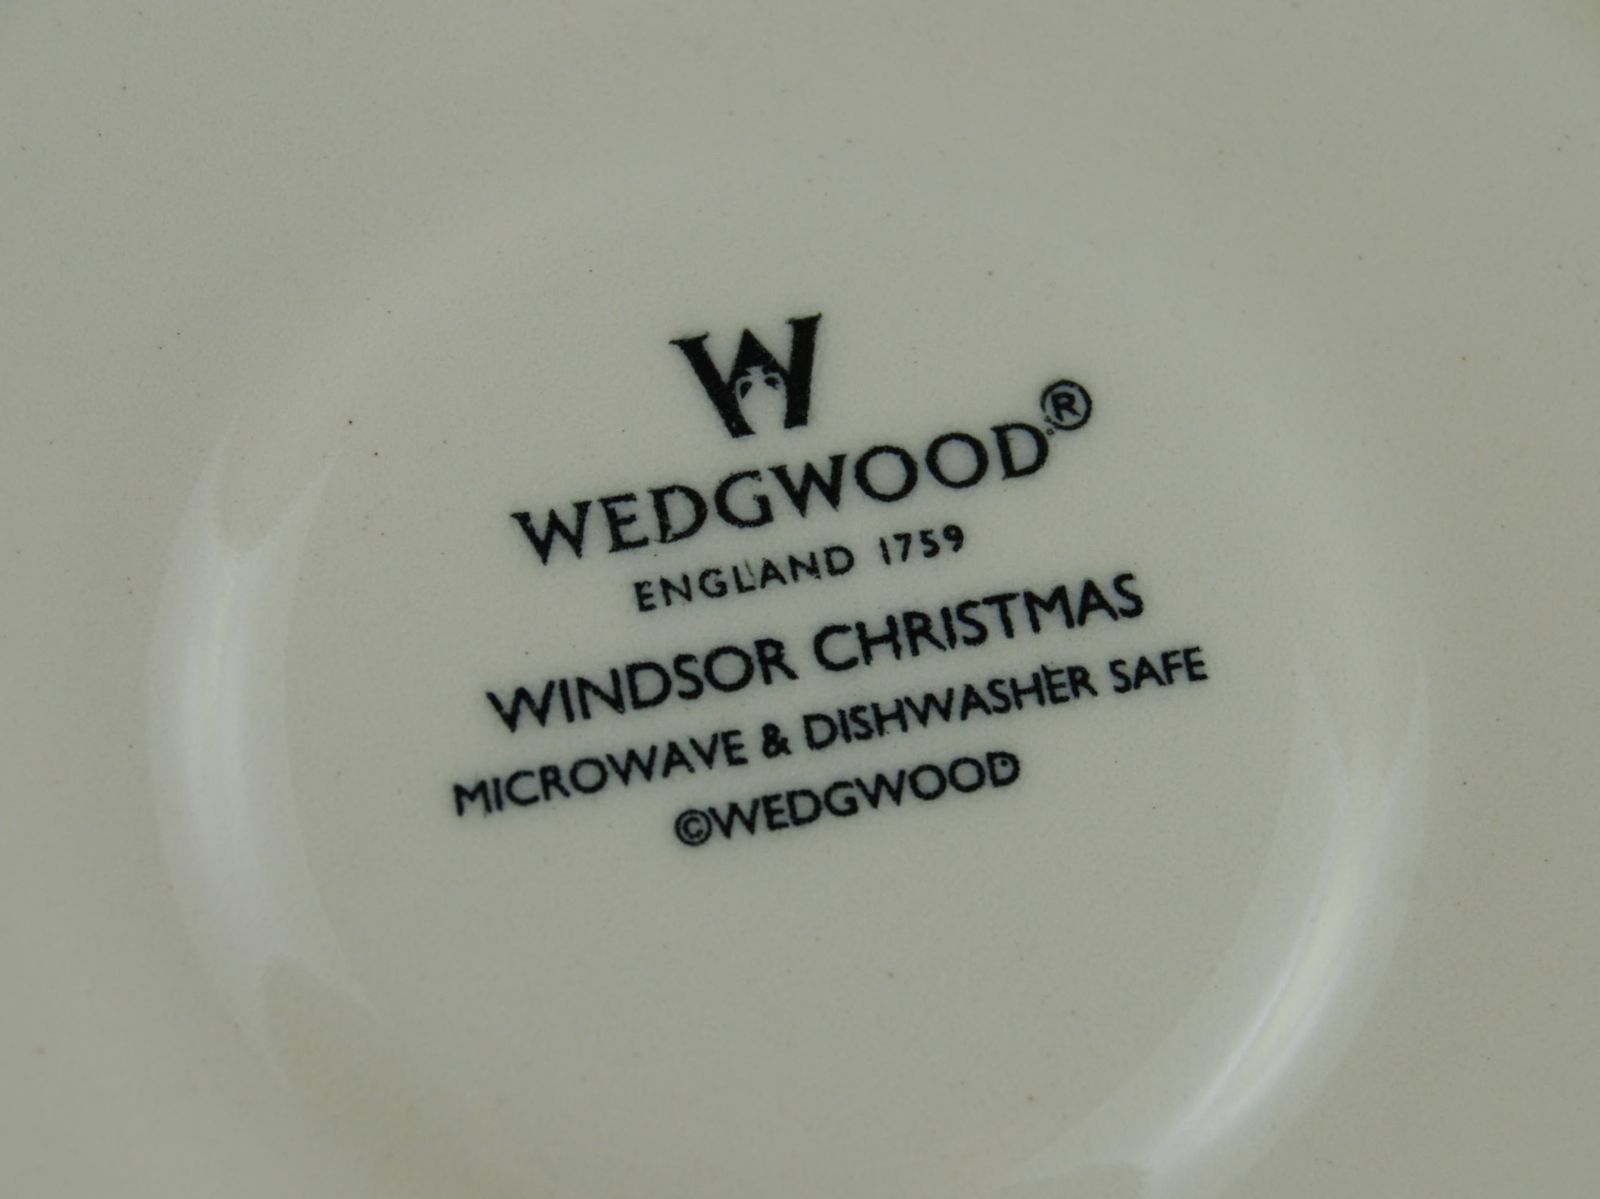 W
WEDGWOOD®
ENGLAND 1759
WINDSOR CHRISTMAS
MICROWAVE & DISHWASHER SAFE
©WEDGWOOD